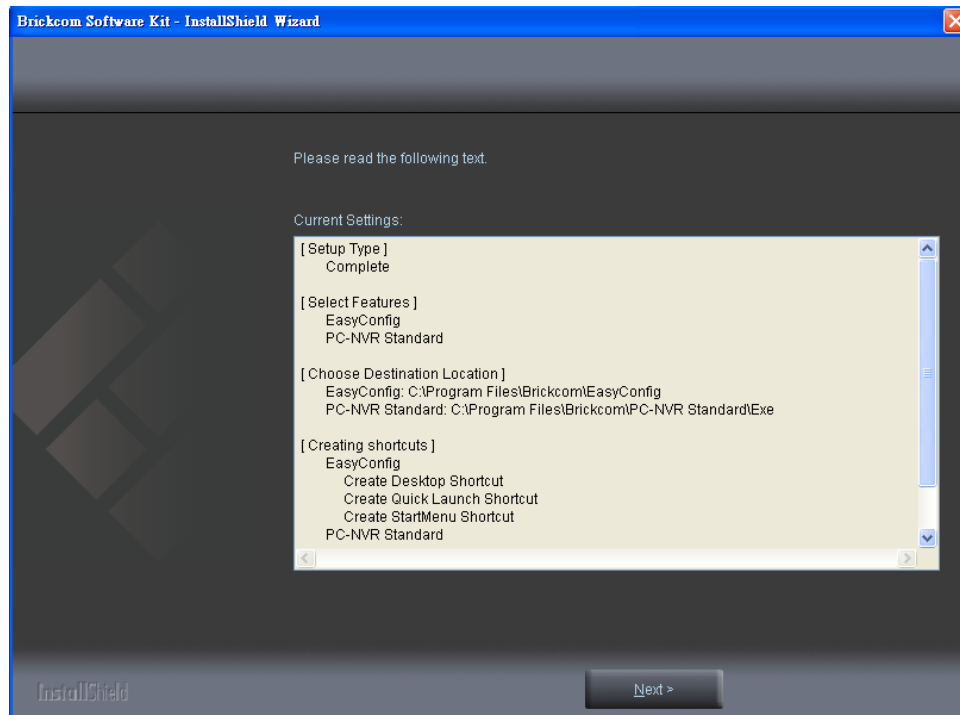 Brickcom Software Kit - InstallShield Wizard
Please read the following text.
Current Settings:
[ Setup Type ]
Complete
[ Select Features ]
EasyConfig
PC-NVR Standard
[ Choose Destination Location ]
EasyConfig: C:\Program Files\Brickcom\EasyConfig
PC-NVR Standard: C:\Program Files\Brickcom\PC-NVR Standard\Exe
[ Creating shortcuts ]
EasyConfig
Create Desktop Shortcut
Create Quick Launch Shortcut
Create StartMenu Shortcut
PC-NVR Standard
InstallShield
Next >